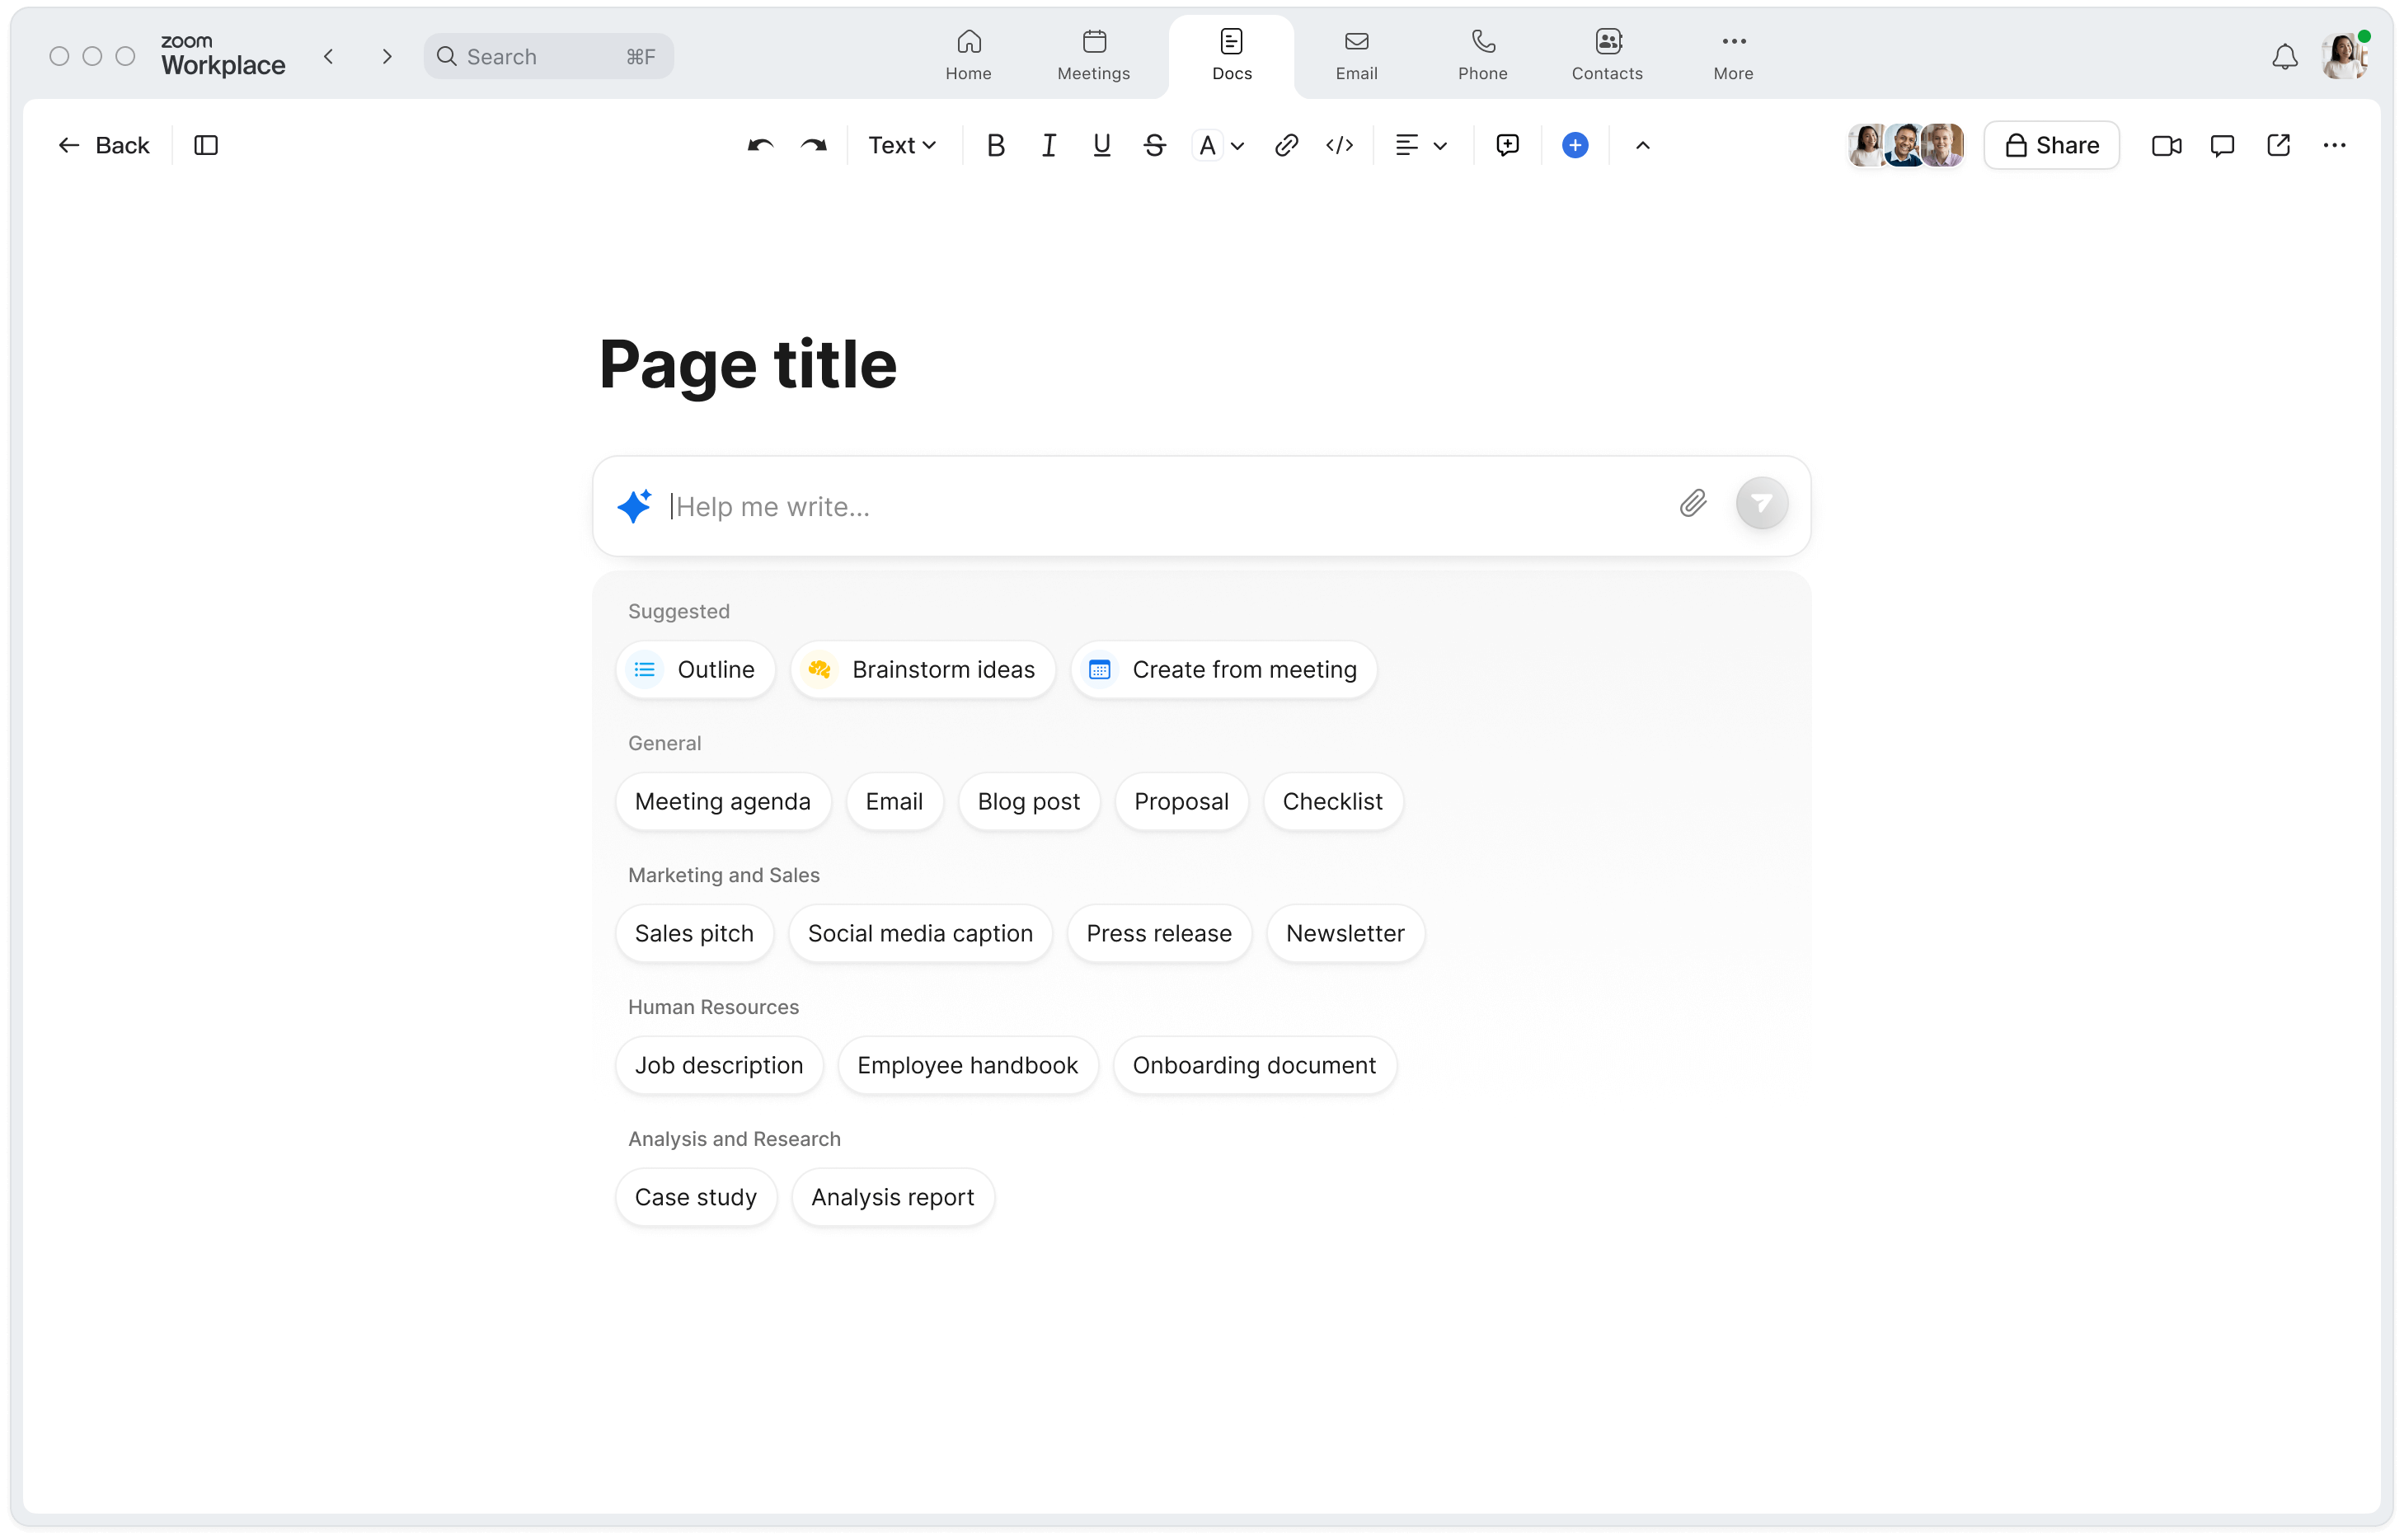 zoom
Workplace
Search ⌘F
Home
Meetings
Docs
Email
Phone
Contacts
More
Back
Text
B I U S A </>
Share
Page title
Help me write...
Suggested
Outline
Brainstorm ideas
Create from meeting
General
Meeting agenda
Email
Blog post
Proposal
Checklist
Marketing and Sales
Sales pitch
Social media caption
Press release
Newsletter
Human Resources
Job description
Employee handbook
Onboarding document
Analysis and Research
Case study
Analysis report